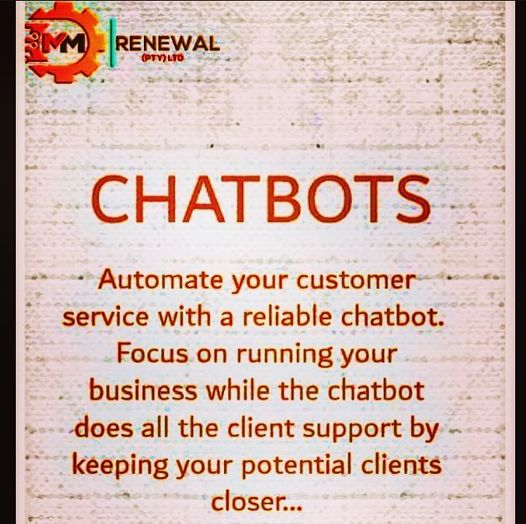 MM
RENEWAL
(PTY) LTD
CHATBOTS
Automate your customer
service with a reliable chatbot.
Focus on running your
business while the chatbot
does all the client support by
keeping your potential clients
closer...